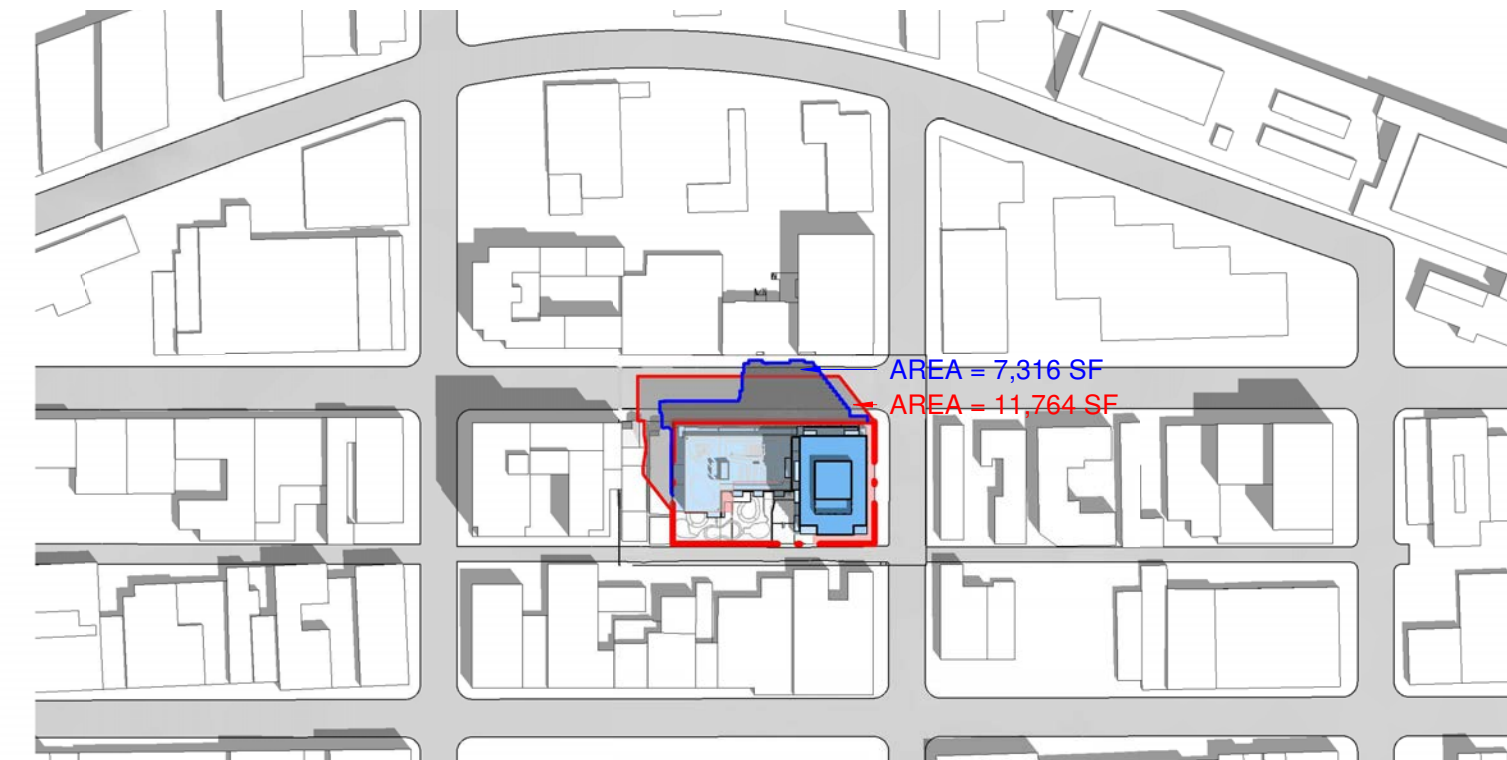 AREA = 7,316 SF
AREA = 11,764 SF